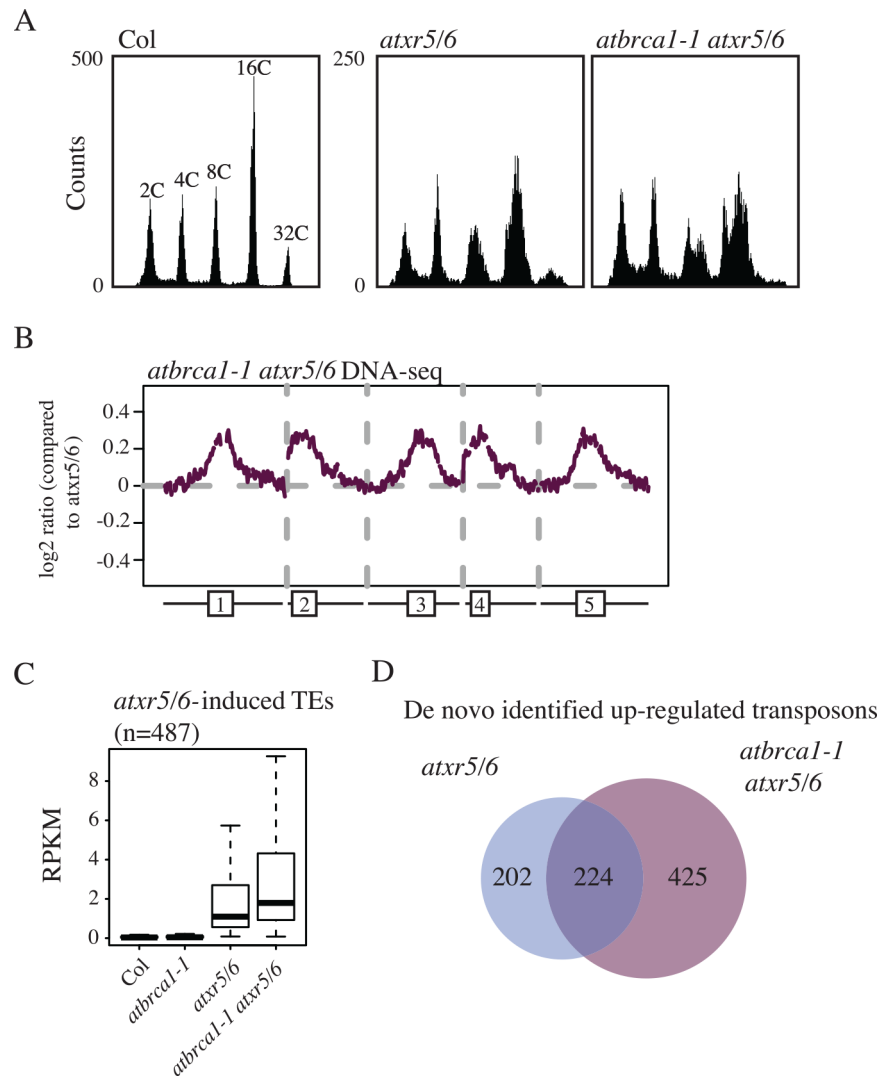 A
Col
atxr5/6
atbrca1-1 atxr5/6
500
250
16C
2C
4C
8C
32C
Counts
0
0
B
atbrca1-1 atxr5/6 DNA-seq
log2 ratio (compared
to atxr5/6)
0.4
0.2
0
-0.2
-0.4
1
2
3
4
5
C
atxr5/6-induced TEs
(n=487)
RPKM
8
6
4
2
0
Col
atbrca1-1
atxr5/6
atbrca1-1 atxr5/6
D
De novo identified up-regulated transposons
atxr5/6
atbrca1-1
atxr5/6
202
224
425